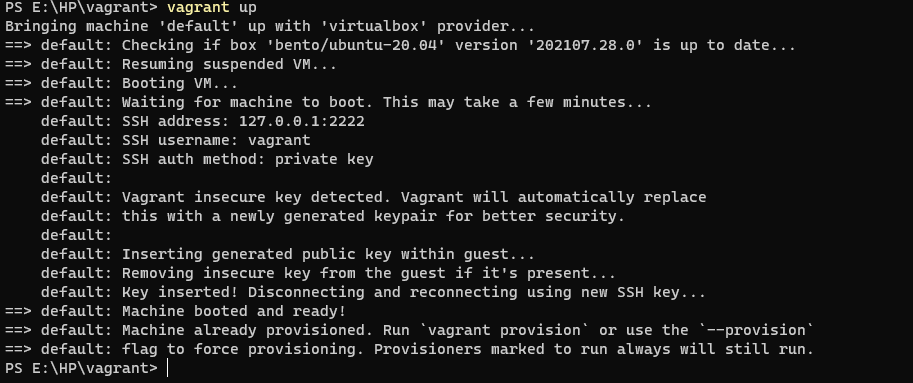 PS E:\HP\vagrant> vagrant up
Bringing machine 'default' up with 'virtualbox' provider...
==> default: Checking if box 'bento/ubuntu-20.04' version '202107.28.0' is up to date...
==> default: Resuming suspended VM...
==> default: Booting VM...
==> default: Waiting for machine to boot. This may take a few minutes...
    default: SSH address: 127.0.0.1:2222
    default: SSH username: vagrant
    default: SSH auth method: private key
    default:
    default: Vagrant insecure key detected. Vagrant will automatically replace
    default: this with a newly generated keypair for better security.
    default:
    default: Inserting generated public key within guest...
    default: Removing insecure key from the guest if it's present...
    default: Key inserted! Disconnecting and reconnecting using new SSH key...
==> default: Machine booted and ready!
==> default: Machine already provisioned. Run `vagrant provision` or use the `--provision`
==> default: flag to force provisioning. Provisioners marked to run always will still run.
PS E:\HP\vagrant>